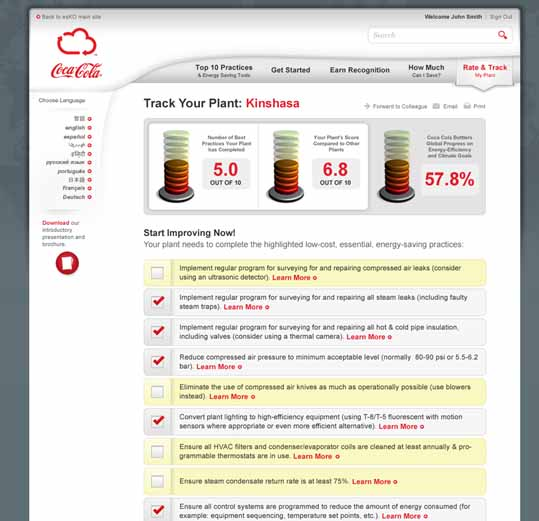 Back to esKO main site
Welcome John Smith | Sign Out
Search
Coca-Cola
Top 10 Practices
& Energy Saving Tools
Get Started
Earn Recognition
How Much
Can I Save?
Rate & Track
My Plant
Choose Language
english
español
русский язык
português
日本語
Français
Deutsch
Download our
introductory
presentation and
brochure.
Track Your Plant: Kinshasa
Forward to Colleague
Email
Print
Number of Best
Practices Your Plant
has Completed
5.0
OUT OF 10
Your Plant's Score
Compared to Other
Plants
6.8
OUT OF 10
Coca Cola Bottlers
Global Progress on
Energy-Efficiency
and Climate Goals
57.8%
Start Improving Now!
Your plant needs to complete the highlighted low-cost, essential, energy-saving practices:
Implement regular program for surveying for and repairing compressed air leaks (consider
using an ultrasonic detector). Learn More
Implement regular program for surveying for and repairing all steam leaks (including faulty
steam traps). Learn More
Implement regular program for surveying for and repairing all hot & cold pipe insulation,
including valves (consider using a thermal camera). Learn More
Reduce compressed air pressure to minimum acceptable level (normally 80-90 psi or 5.5-6.2
bar). Learn More
Eliminate the use of compressed air knives as much as operationally possible (use blowers
instead). Learn More
Convert plant lighting to high-efficiency equipment (using T-8/T-5 fluorescent with motion
sensors where appropriate or even more efficient alternative). Learn More
Ensure all HVAC filters and condenser/evaporator coils are cleaned at least annually & pro-
grammable thermostats are in use. Learn More
Ensure steam condensate return rate is at least 75%. Learn More
Ensure all control systems are programmed to reduce the amount of energy consumed (for
example: equipment sequencing, temperature set points, etc.). Learn More